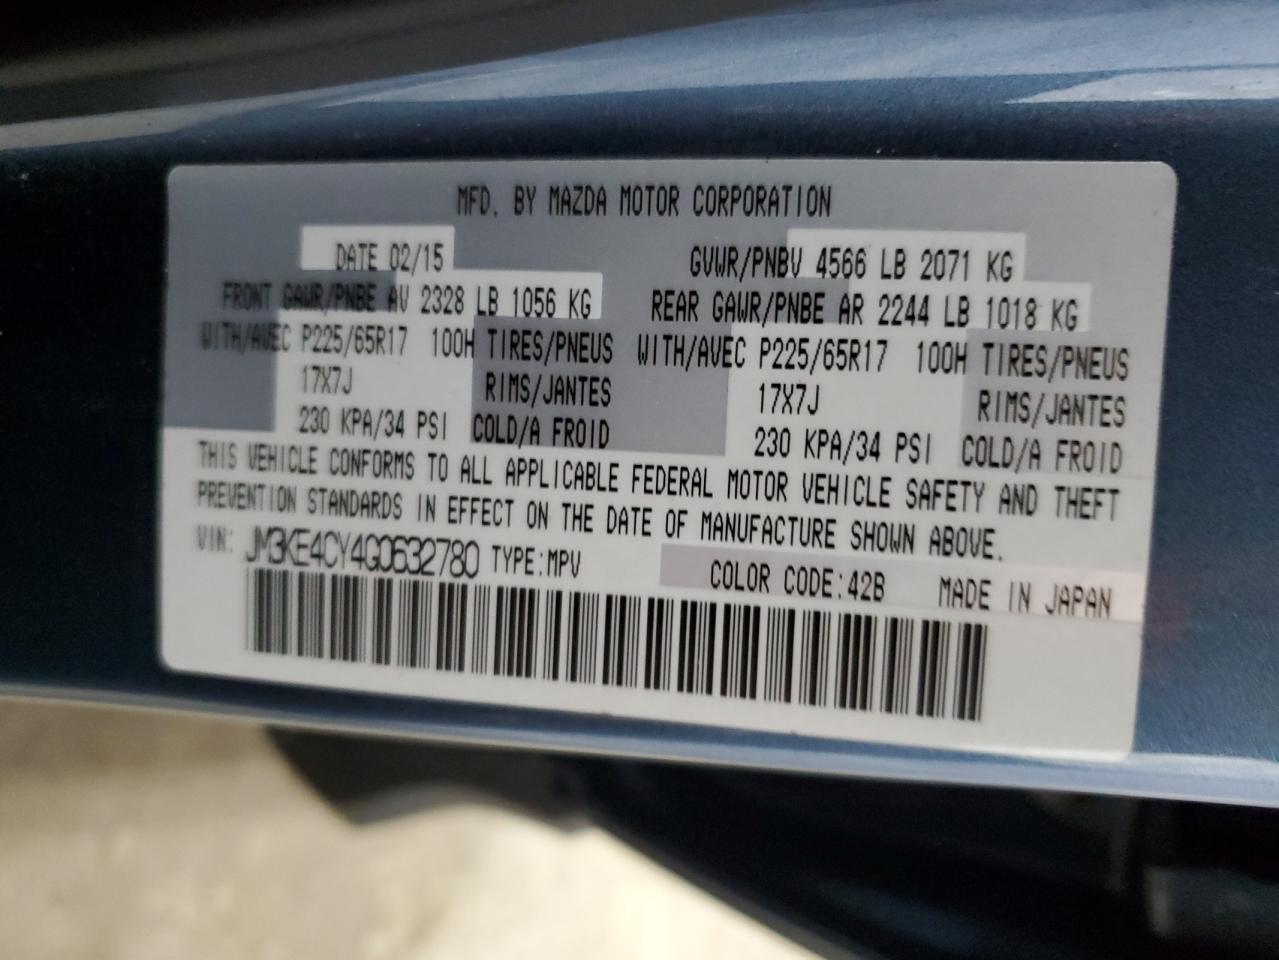 MFD. BY MAZDA MOTOR CORPORATION
DATE 02/15 GVWR/PNBV 4566 LB 2071 KG
FRONT GAWR/PNBE AV 2328 LB 1056 KG REAR GAWR/PNBE AR 2244 LB 1018 KG
WITH/AVEC P225/65R17 100H TIRES/PNEUS WITH/AVEC P225/65R17 100H TIRES/PNEUS
17X7J RIMS/JANTES 17X7J RIMS/JANTES
230 KPA/34 PSI COLD/A FROID 230 KPA/34 PSI COLD/A FROID
THIS VEHICLE CONFORMS TO ALL APPLICABLE FEDERAL MOTOR VEHICLE SAFETY AND THEFT
PREVENTION STANDARDS IN EFFECT ON THE DATE OF MANUFACTURE SHOWN ABOVE.
VIN: JM3KE4CY4G0632780 TYPE:MPV COLOR CODE:42B MADE IN JAPAN